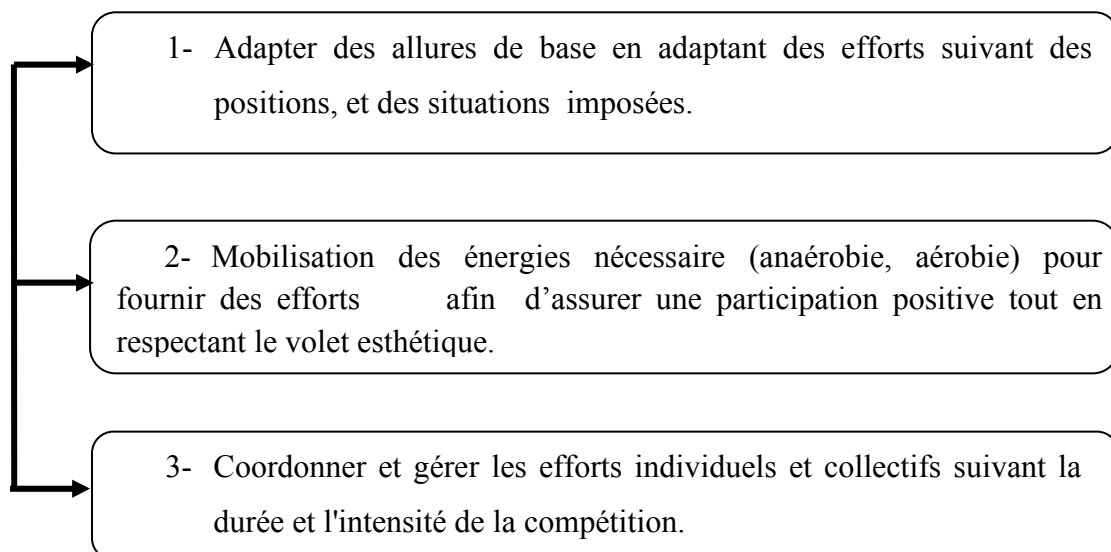 1- Adapter des allures de base en adaptant des efforts suivant des
positions, et des situations imposées.
2- Mobilisation des énergies nécessaire (anaérobie, aérobie) pour
fournir des efforts afin d’assurer une participation positive tout en
respectant le volet esthétique.
3- Coordonner et gérer les efforts individuels et collectifs suivant la
durée et l'intensité de la compétition.